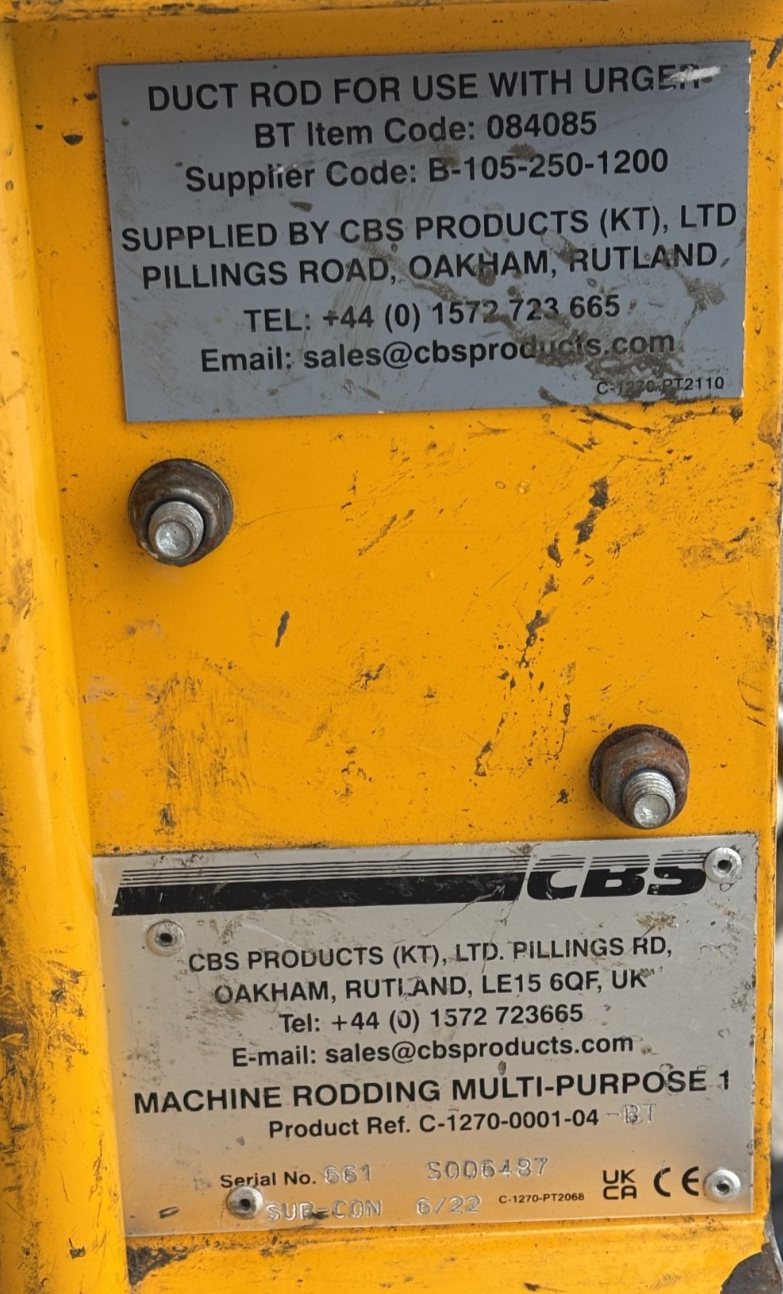 DUCT ROD FOR USE WITH URGER
BT Item Code: 084085
Supplier Code: B-105-250-1200
SUPPLIED BY CBS PRODUCTS (KT), LTD
PILLINGS ROAD, OAKHAM, RUTLAND
TEL: +44 (0) 1572 723 665
Email: sales@cbsproducts.com
C-1270-PT2110
CBS
CBS PRODUCTS (KT), LTD. PILLINGS RD,
OAKHAM, RUTLAND, LE15 6QF, UK
Tel: +44 (0) 1572 723665
E-mail: sales@cbsproducts.com
MACHINE RODDING MULTI-PURPOSE 1
Product Ref. C-1270-0001-04 -BT
Serial No. 661 S006487
SUB-CON 6/22 C-1270-PT2068 UK CA CE